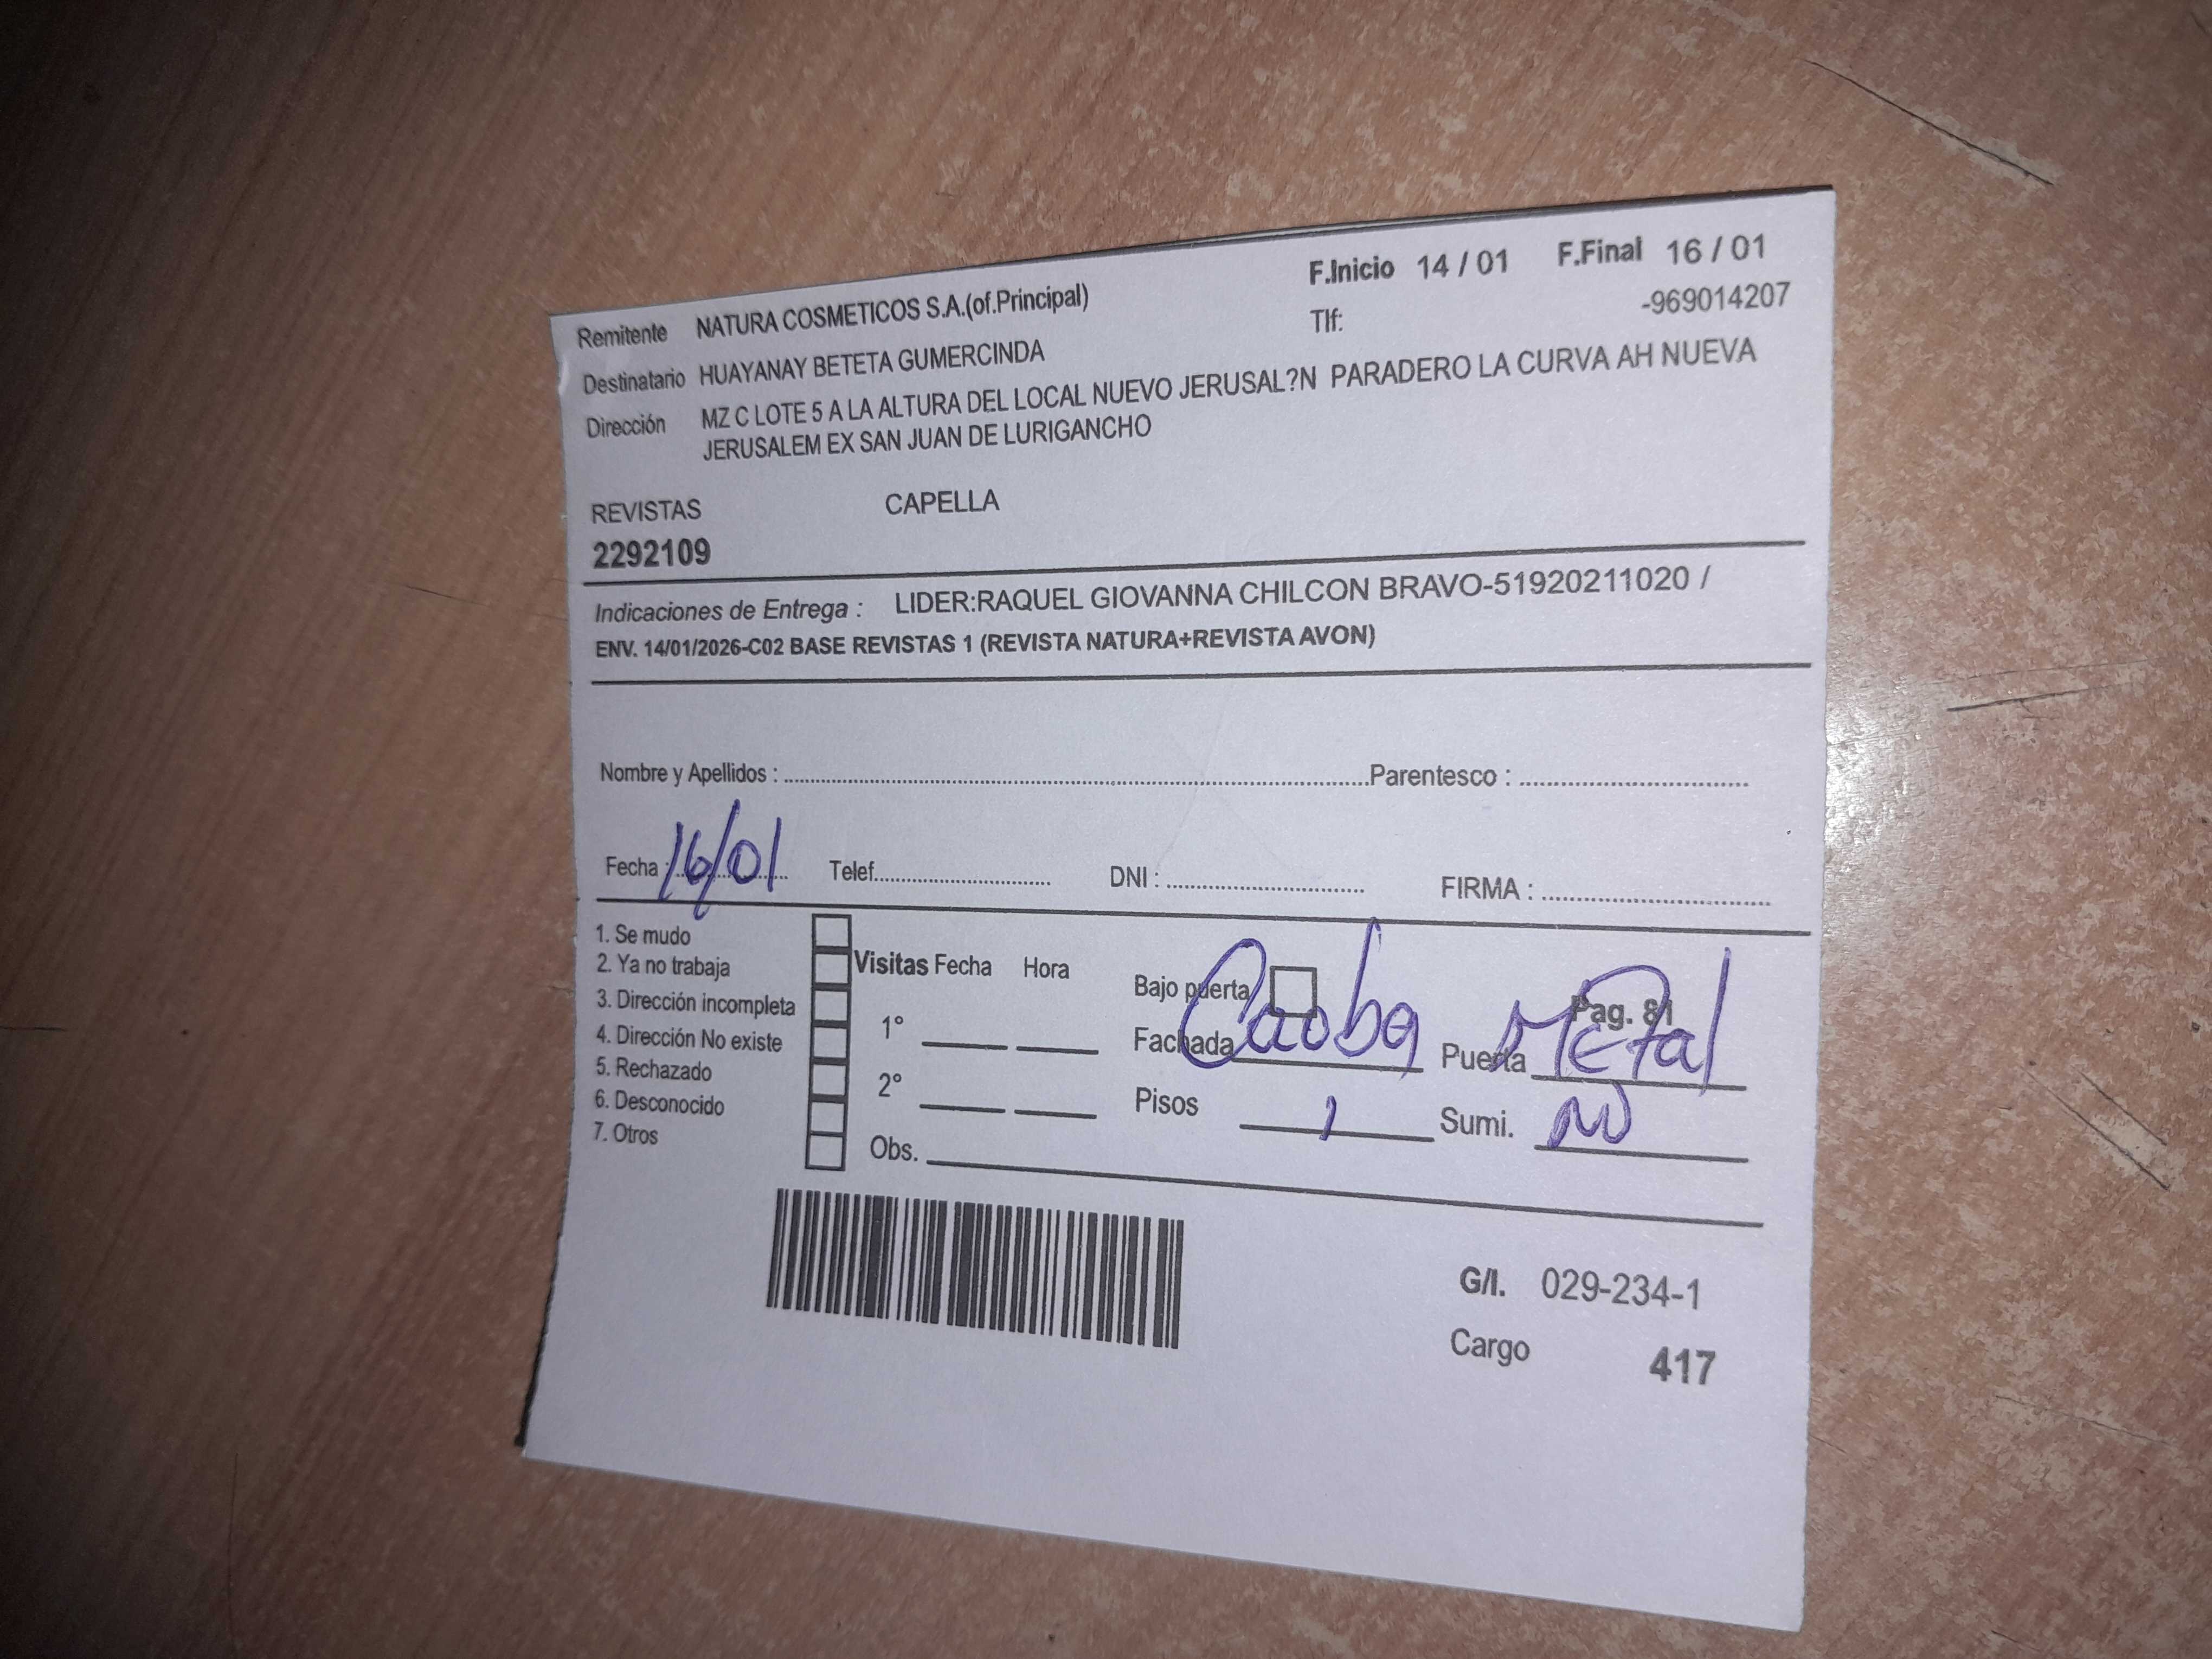 F.Inicio 14 / 01 F.Final 16 / 01
Remitente NATURA COSMETICOS S.A.(of.Principal)
Tlf: -969014207
Destinatario HUAYANAY BETETA GUMERCINDA
Dirección MZ C LOTE 5 A LA ALTURA DEL LOCAL NUEVO JERUSAL?N PARADERO LA CURVA AH NUEVA
JERUSALEM EX SAN JUAN DE LURIGANCHO
REVISTAS CAPELLA
2292109
Indicaciones de Entrega : LIDER:RAQUEL GIOVANNA CHILCON BRAVO-51920211020 /
ENV. 14/01/2026-C02 BASE REVISTAS 1 (REVISTA NATURA+REVISTA AVON)
Nombre y Apellidos : Parentesco :
Fecha : 16/01 Telef. DNI : FIRMA :
1. Se mudo
2. Ya no trabaja
3. Dirección incompleta
4. Dirección No existe
5. Rechazado
6. Desconocido
7. Otros
Visitas Fecha Hora
1°
2°
Obs.
Bajo puerta Pag. 81
Fachada Caoba Puerta Metal
Pisos 1 Sumi. NO
G/I. 029-234-1
Cargo 417